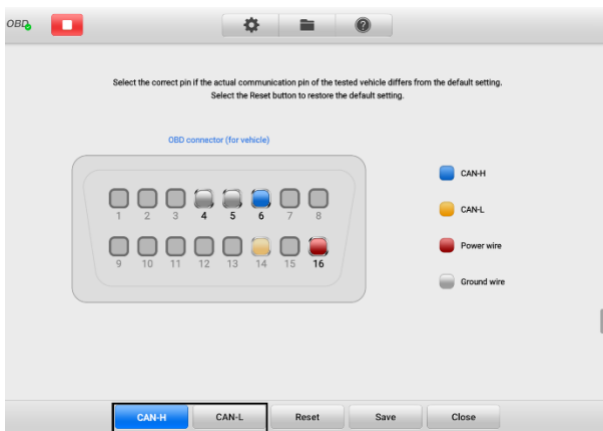 OBD
Select the correct pin if the actual communication pin of the tested vehicle differs from the default setting.
Select the Reset button to restore the default setting.
OBD connector (for vehicle)
1 2 3 4 5 6 7 8
9 10 11 12 13 14 15 16
CAN-H
CAN-L
Power wire
Ground wire
CAN-H CAN-L Reset Save Close